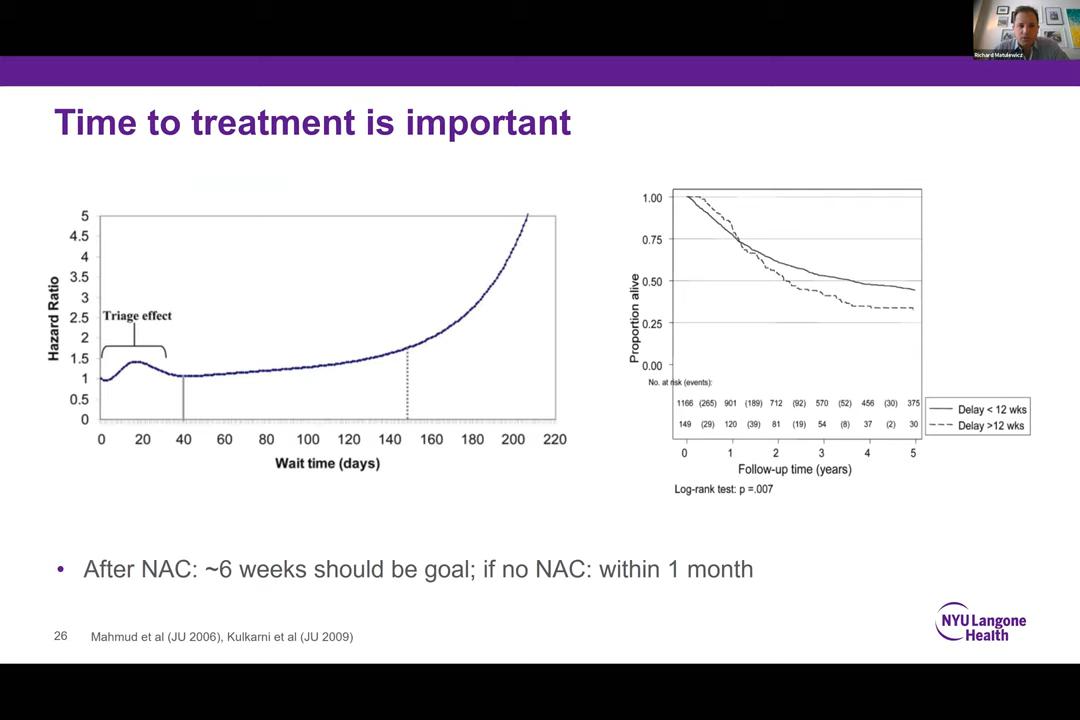 Richard Matulewicz
Time to treatment is important
Hazard Ratio
5
4.5
4
3.5
3
2.5
2
1.5
1
0.5
0
Triage effect
0 20 40 60 80 100 120 140 160 180 200 220
Wait time (days)
Proportion alive
1.00
0.75
0.50
0.25
0.00
No. at risk (events):
1166 (265) 901 (189) 712 (92) 570 (52) 456 (30) 375
149 (29) 120 (39) 81 (19) 54 (8) 37 (2) 30
0 1 2 3 4 5
Follow-up time (years)
Log-rank test: p =.007
Delay < 12 wks
Delay >12 wks
• After NAC: ~6 weeks should be goal; if no NAC: within 1 month
26 Mahmud et al (JU 2006), Kulkarni et al (JU 2009)
NYU Langone
Health